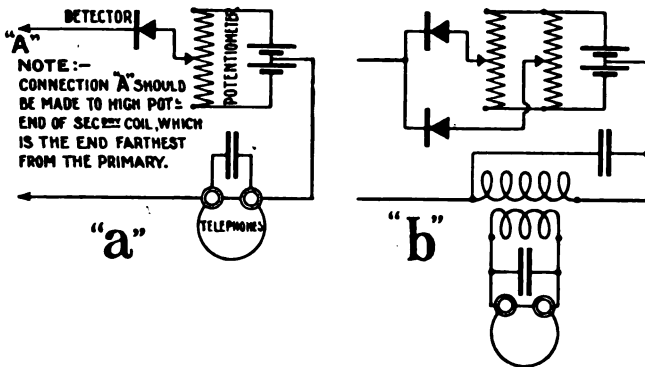 DETECTOR
"A"
POTENTIOMETER
NOTE:-
CONNECTION "A" SHOULD
BE MADE TO HIGH POT:
END OF SECDRY COIL, WHICH
IS THE END FARTHEST
FROM THE PRIMARY.
TELEPHONES
"a"
"b"